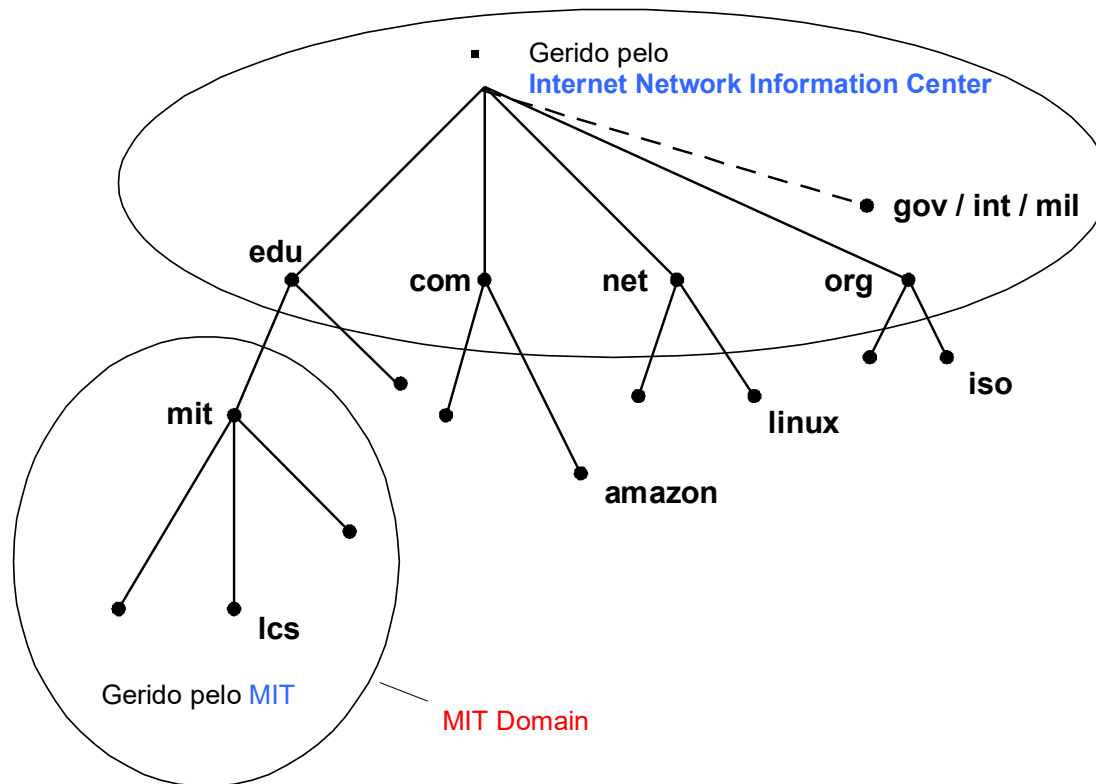 Gerido pelo
Internet Network Information Center
gov / int / mil
edu
com
net
org
iso
mit
linux
amazon
lcs
Gerido pelo MIT
MIT Domain